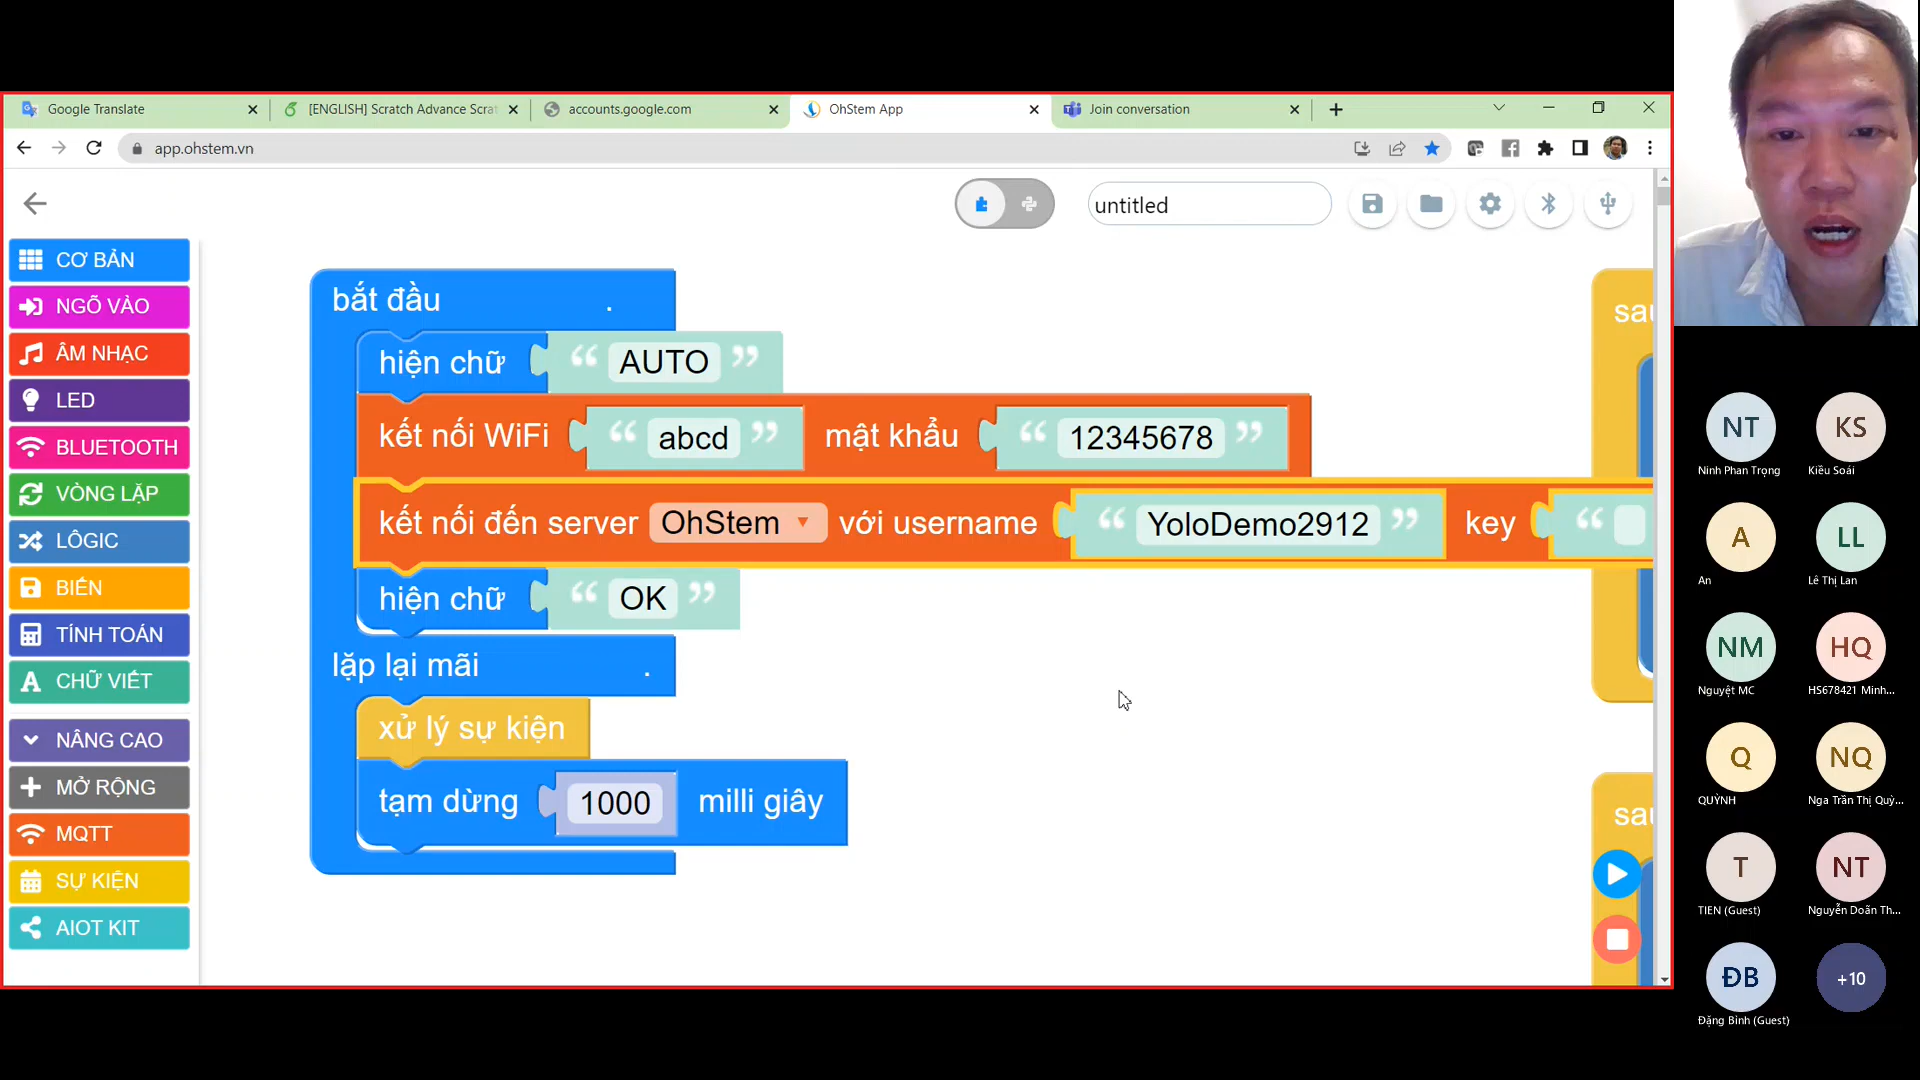 Google Translate
[ENGLISH] Scratch Advance Scra
accounts.google.com
OhStem App
Join conversation
app.ohstem.vn
untitled
CƠ BẢN
NGÕ VÀO
ÂM NHẠC
LED
BLUETOOTH
VÒNG LẶP
LÔGIC
BIẾN
TÍNH TOÁN
CHỮ VIẾT
NÂNG CAO
MỞ RỘNG
MQTT
SỰ KIỆN
AIOT KIT
bắt đầu .
hiện chữ “ AUTO ”
kết nối WiFi “ abcd ” mật khẩu “ 12345678 ”
kết nối đến server OhStem với username “ YoloDemo2912 ” key “
hiện chữ “ OK ”
lặp lại mãi .
xử lý sự kiện
tạm dừng 1000 milli giây
sau
sau
NT
Ninh Phan Trọng
KS
Kiều Soái
A
An
LL
Lê Thị Lan
NM
Nguyệt MC
HQ
HS678421 Minh...
Q
QUỲNH
NQ
Nga Trần Thị Quỳ...
T
TIEN (Guest)
NT
Nguyễn Doãn Th...
ĐB
Đặng Bình (Guest)
+10